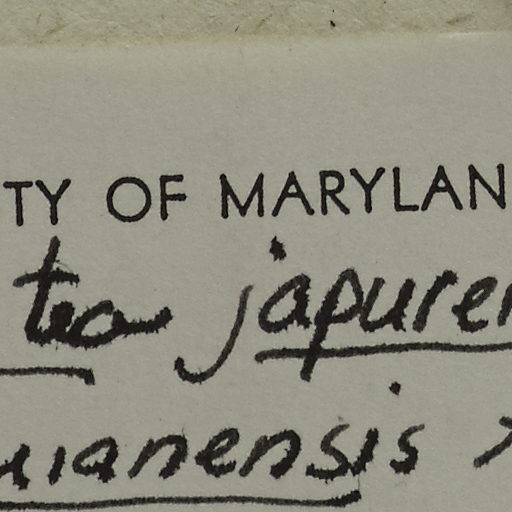 TY OF MARYLAN
tea japuren
uianensis